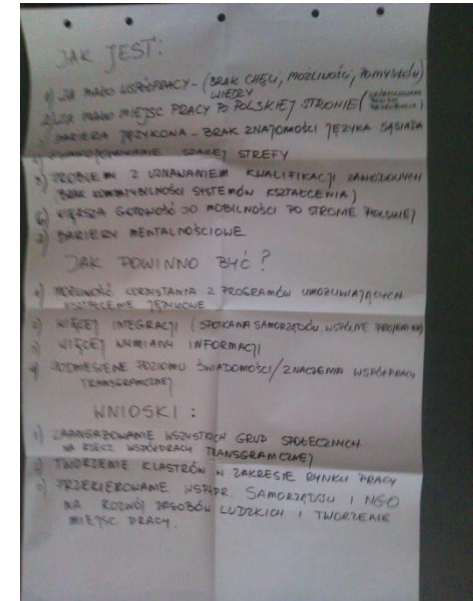 JAK JEST:
1) ZA MAŁO WSPÓŁPRACY - (BRAK CHĘCI, MOŻLIWOŚCI, POMYSŁÓW)
WIEDZY
2) ZA MAŁO MIEJSC PRACY PO POLSKIEJ STRONIE (
BARIERA JĘZYKOWA - BRAK ZNAJOMOŚCI JĘZYKA SĄSIADA
SZAREJ STREFY
5) PROBLEMY Z UZNAWANIEM KWALIFIKACJI ZAWODOWYCH
BRAK KOMPATYBILNOŚCI SYSTEMÓW KSZTAŁCENIA)
6) WIĘKSZA GOTOWOŚĆ DO MOBILNOŚCI PO STRONIE POLSKIEJ
7) BARIERY MENTALNOŚCIOWE
JAK POWINNO BYĆ?
1) MOŻLIWOŚĆ KORZYSTANIA Z PROGRAMÓW UMOŻLIWIAJĄCYCH
KSZTAŁCENIE JĘZYKOWE
2) WIĘCEJ INTEGRACJI (SPOTKANIA SAMORZĄDÓW, WSPÓLNE PROJEKTY)
3) WIĘCEJ WYMIANY INFORMACJI
4) PODNIESIENIE POZIOMU ŚWIADOMOŚCI/ZNACZENIA WSPÓŁPRACY
TRANSGRANICZNEJ
WNIOSKI:
1) ZAANGAŻOWANIE WSZYSTKICH GRUP SPOŁECZNYCH
NA RZECZ WSPÓŁPRACY TRANSGRANICZNEJ
2) TWORZENIE KLASTRÓW W ZAKRESIE RYNKU PRACY
3) PRZEKIEROWANIE WSPÓŁPR. SAMORZĄDÓW I NGO
NA ROZWÓJ ZASOBÓW LUDZKICH I TWORZENIE
MIEJSC PRACY.